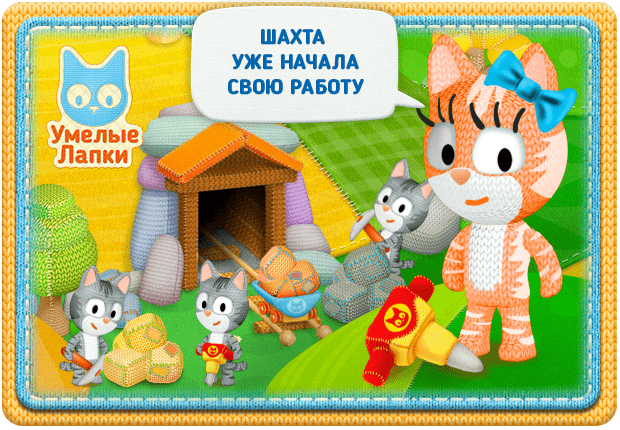 ШАХТА
УЖЕ НАЧАЛА
СВОЮ РАБОТУ
Умелые
Лапки